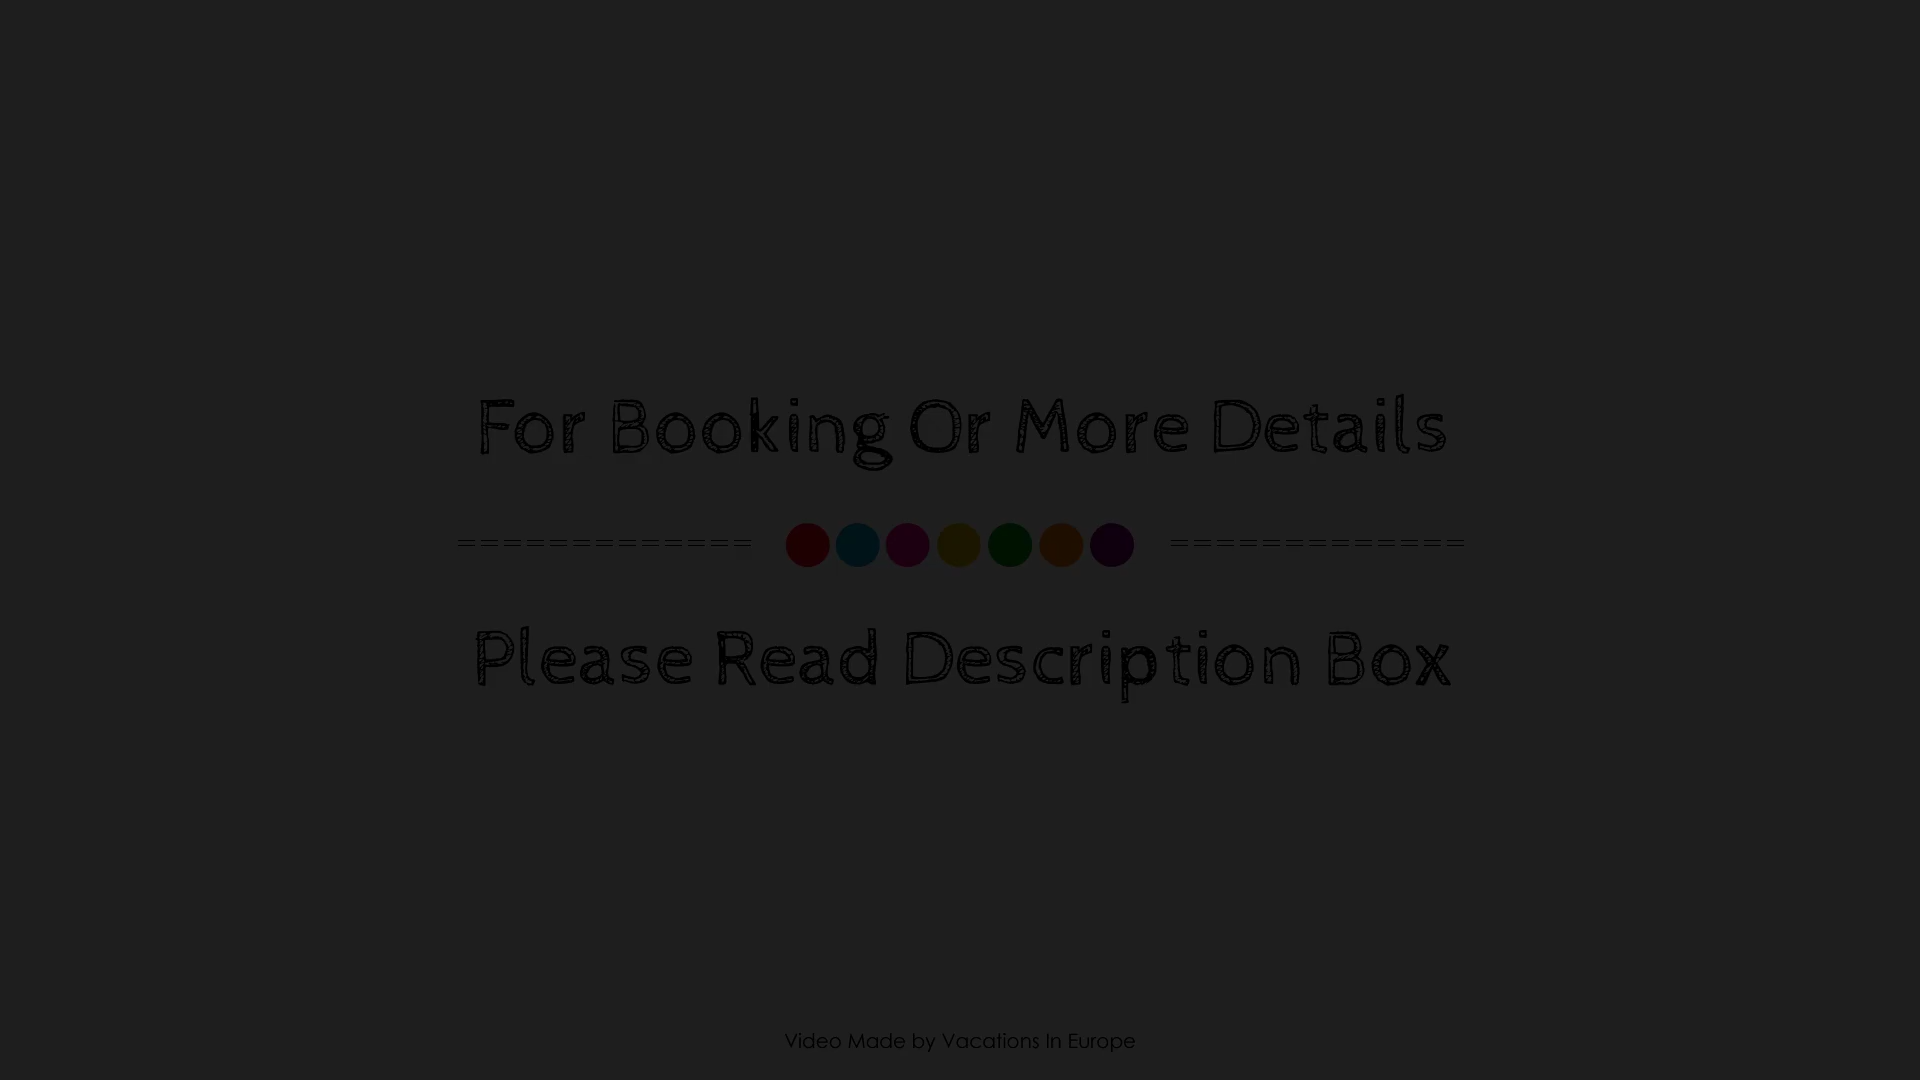 For Booking Or More Details
============= =============
Please Read Description Box
Video Made by Vacations In Europe